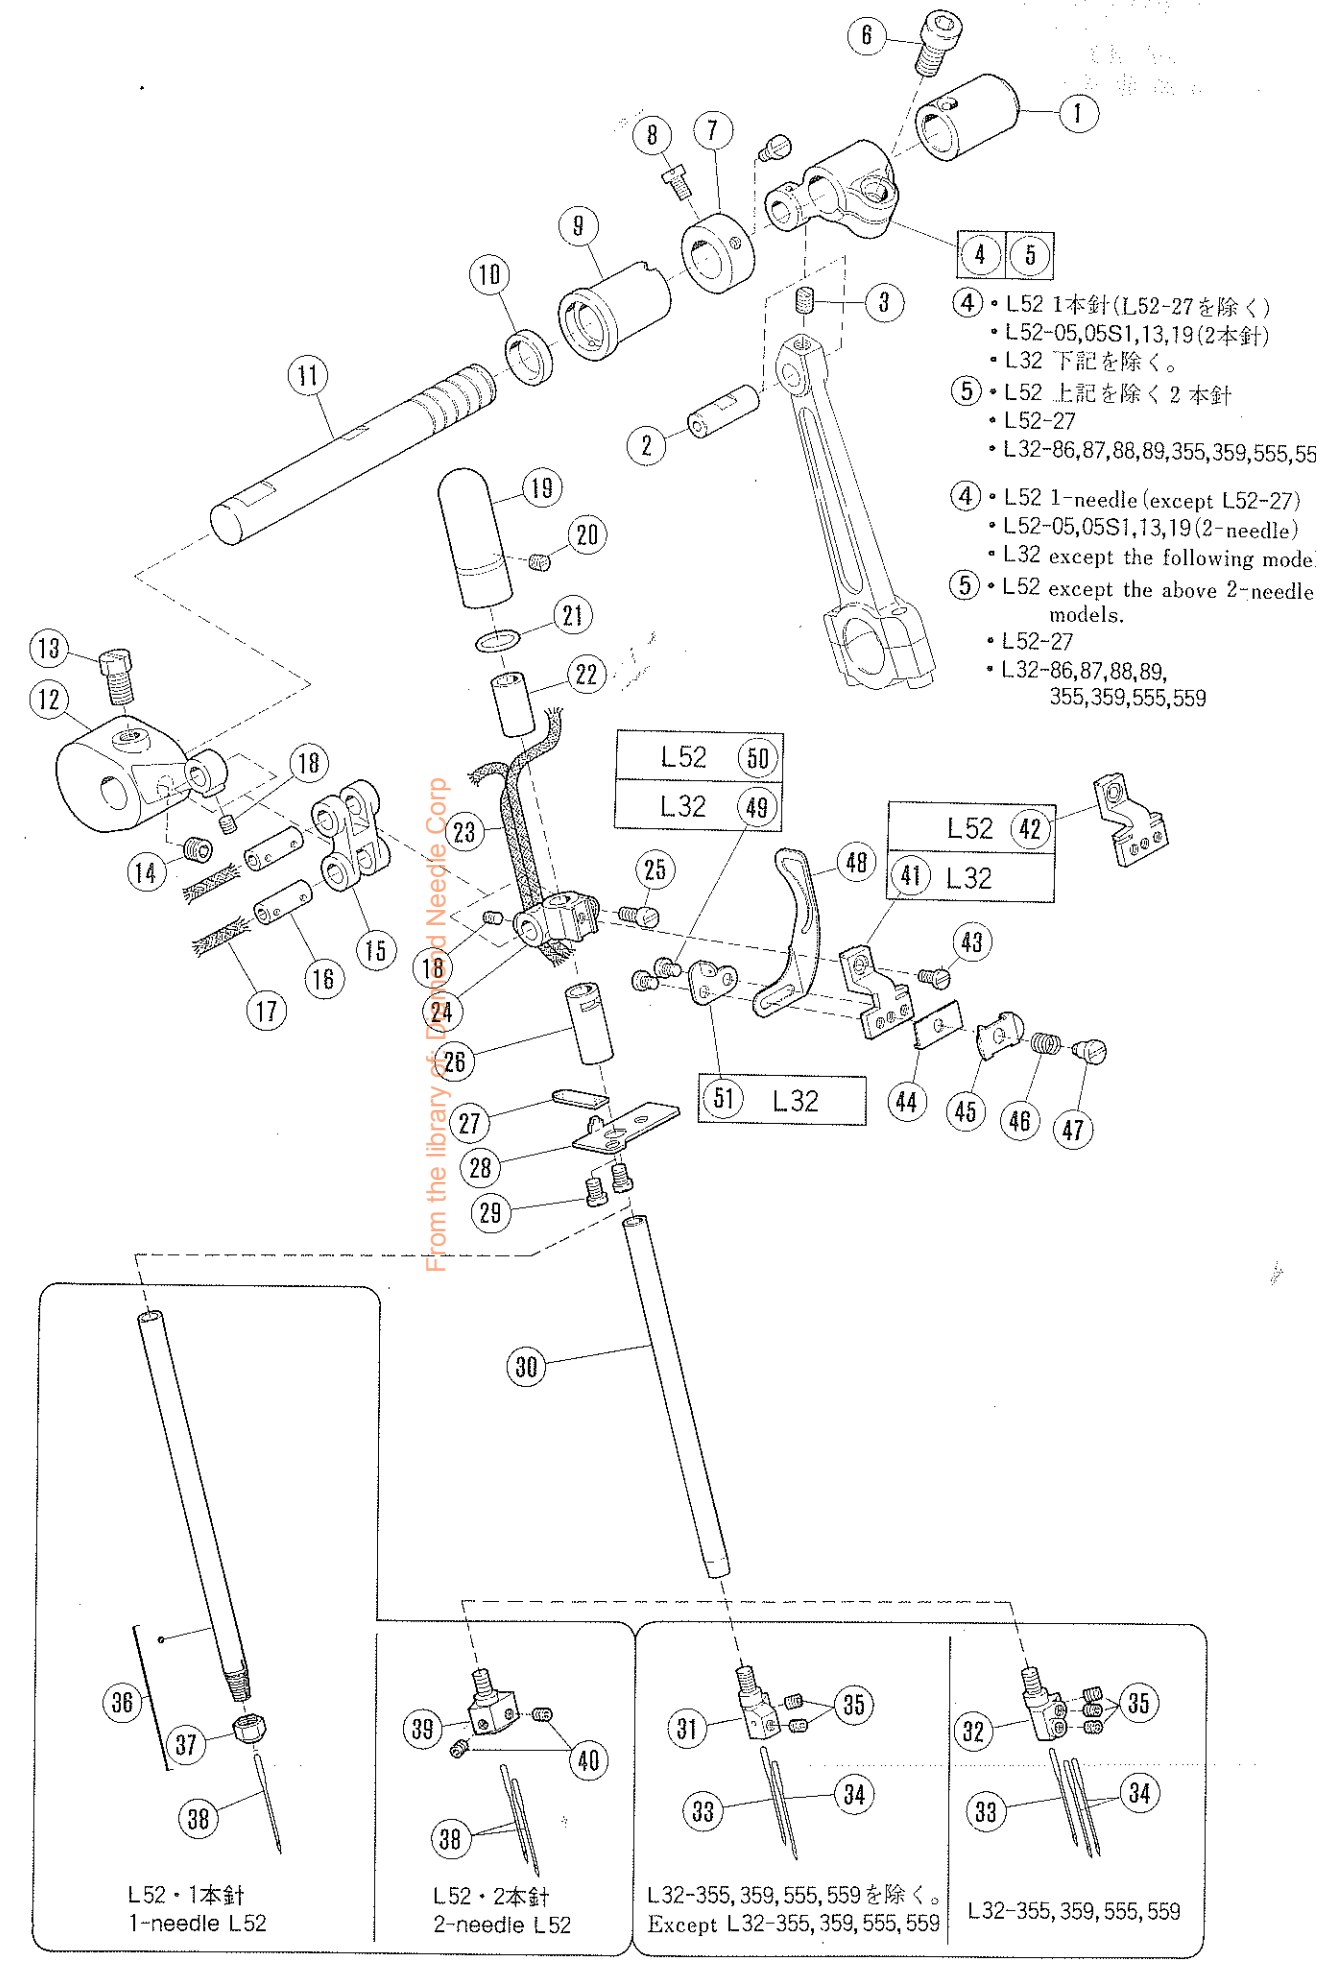 6
1
8
7
9
4 5
10
3
④・L52 1本針(L52-27を除く)
・L52-05,05S1,13,19(2本針)
・L32 下記を除く。
⑤・L52 上記を除く2本針
・L52-27
・L32-86,87,88,89,355,359,555,55
11
2
19
④・L52 1-needle(except L52-27)
・L52-05,05S1,13,19(2-needle)
・L32 except the following mode
⑤・L52 except the above 2-needle
models.
・L52-27
・L32-86,87,88,89,
355,359,555,559
20
21
13
22
12
L52 50
18
L32 49
23
L52 42
14
25
48
41 L32
15
43
16
18
17
24
26
51 L32
44
45
46
47
27
28
29
From the library of: Diamond Needle Corp
30
36
37
38
39
40
38
31
35
33
34
32
35
33
34
L52・1本針
1-needle L52
L52・2本針
2-needle L52
L32-355,359,555,559を除く。
Except L32-355,359,555,559
L32-355,359,555,559